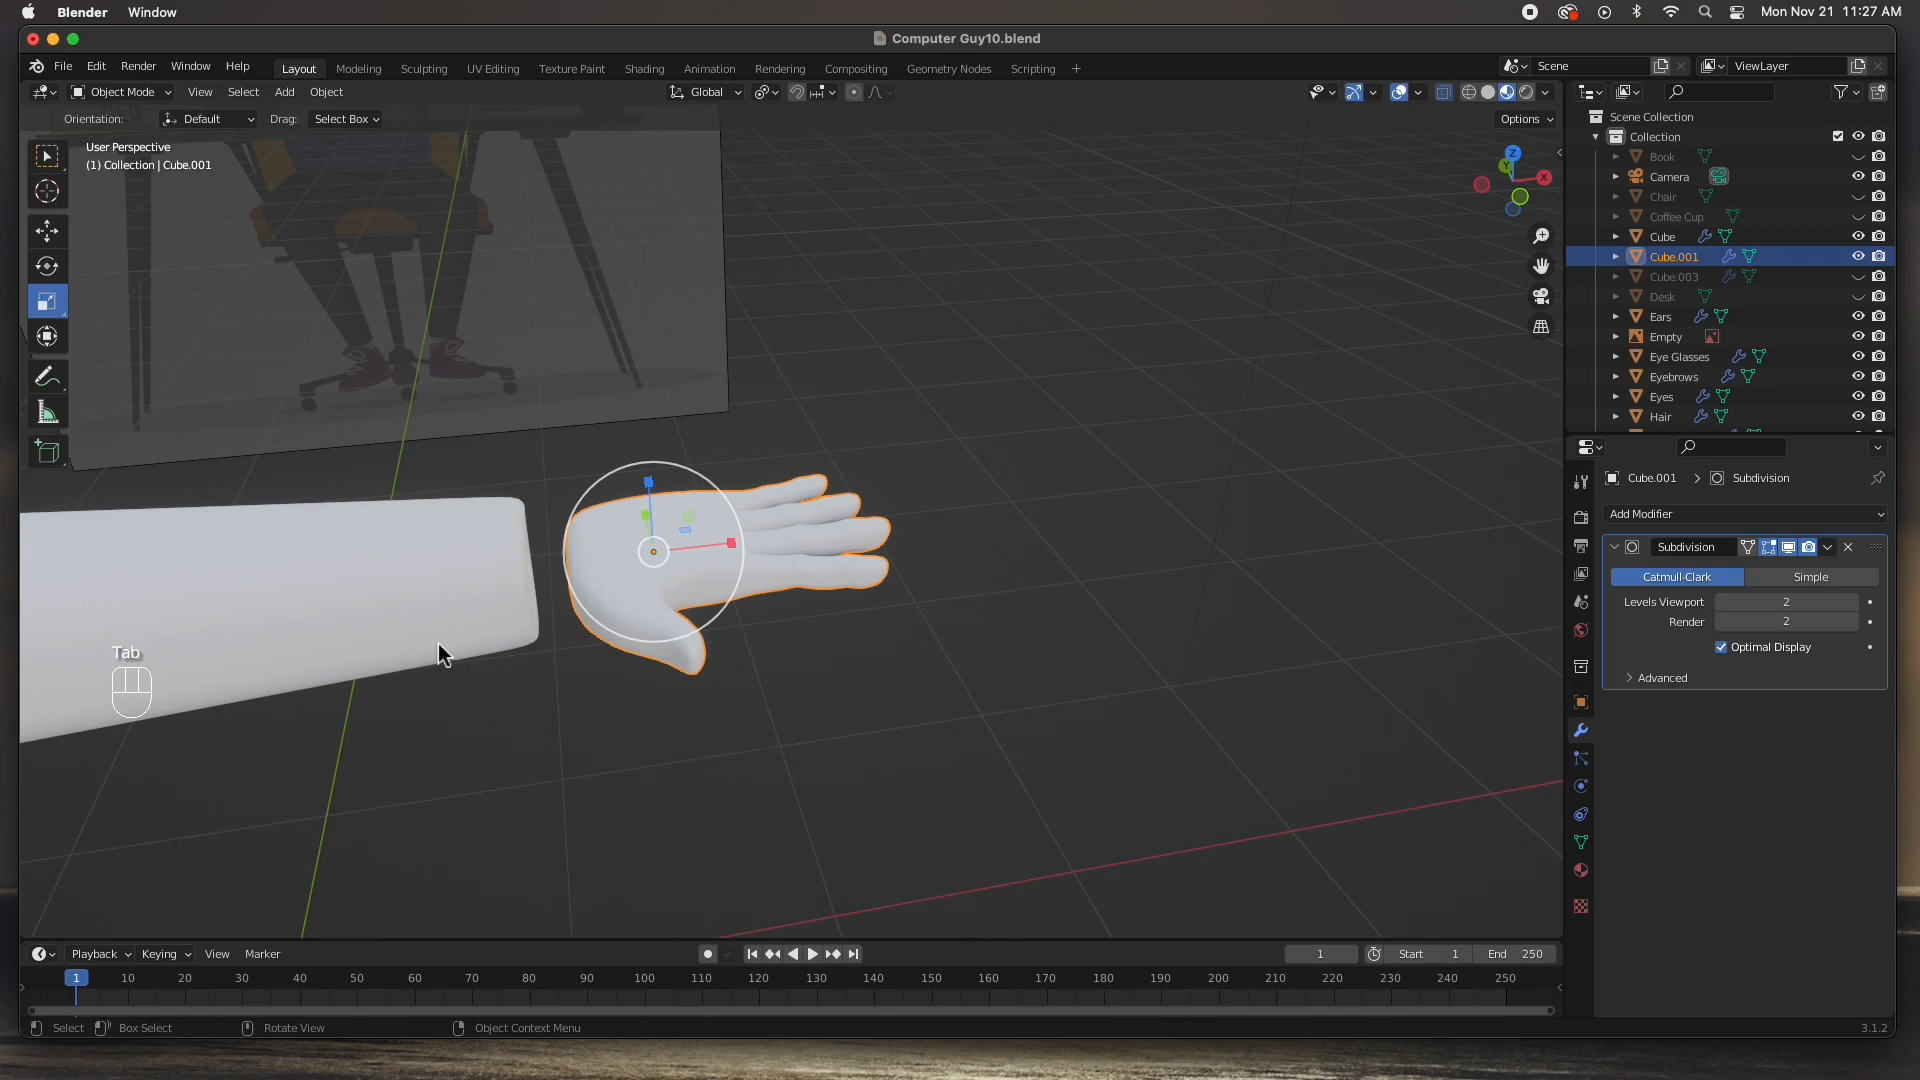 Blender Window Mon Nov 21 11:27 AM
Computer Guy10.blend
File Edit Render Window Help Layout Modeling Sculpting UV Editing Texture Paint Shading Animation Rendering Compositing Geometry Nodes Scripting + Scene ViewLayer
Object Mode View Select Add Object Global
Orientation: Default Drag: Select Box Options
User Perspective
(1) Collection | Cube.001
Z
Y
X
Tab
Scene Collection
Collection
Book
Camera
Chair
Coffee Cup
Cube
Cube.001
Cube.003
Desk
Ears
Empty
Eye Glasses
Eyebrows
Eyes
Hair
Cube.001 > Subdivision
Add Modifier
Subdivision
Catmull-Clark Simple
Levels Viewport 2
Render 2
Optimal Display
> Advanced
Playback Keying View Marker 1 Start 1 End 250
1 10 20 30 40 50 60 70 80 90 100 110 120 130 140 150 160 170 180 190 200 210 220 230 240 250
Select Box Select Rotate View Object Context Menu 3.1.2